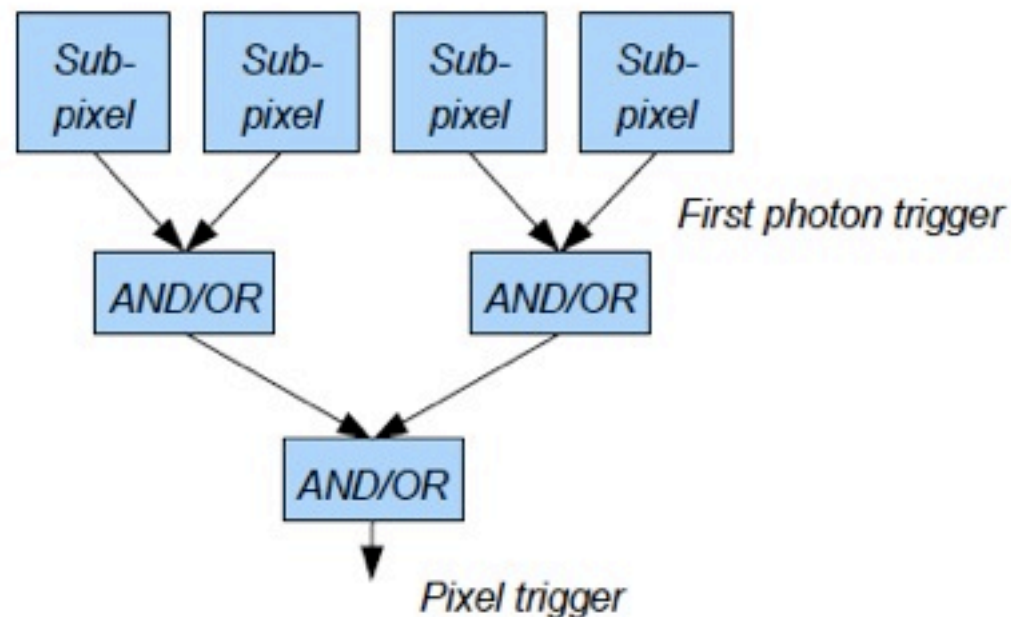 Sub-
pixel
Sub-
pixel
Sub-
pixel
Sub-
pixel
First photon trigger
AND/OR
AND/OR
AND/OR
Pixel trigger